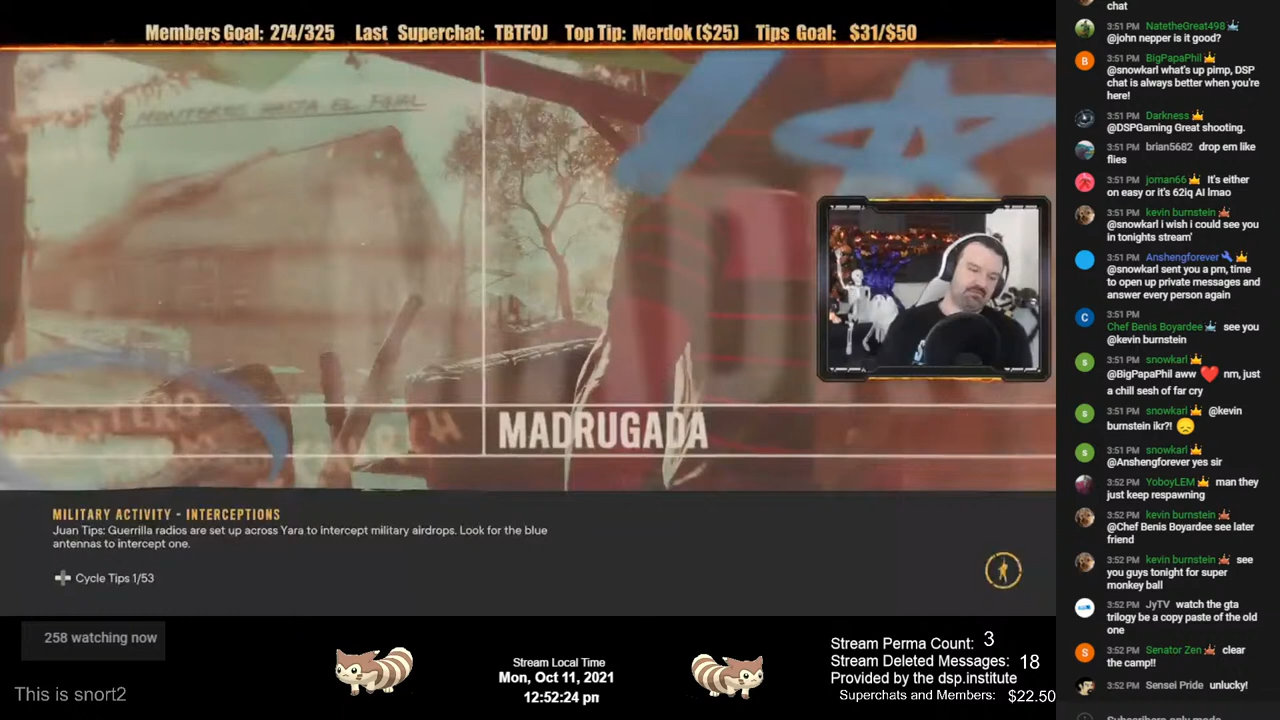 Members Goal: 274/325 Last Superchat: TBTFOJ Top Tip: Merdok ($25) Tips Goal: $31/$50
MADRUGADA
MILITARY ACTIVITY - INTERCEPTIONS
Juan Tips: Guerrilla radios are set up across Yara to intercept military airdrops. Look for the blue
antennas to intercept one.
Cycle Tips 1/53
258 watching now
This is snort2
Stream Local Time
Mon, Oct 11, 2021
12:52:24 pm
Stream Perma Count: 3
Stream Deleted Messages: 18
Provided by the dsp.institute
Superchats and Members: $22.50
chat
3:51 PM NatetheGreat498
@john nepper is it good?
3:51 PM BigPapaPhil
@snowkarl what's up pimp, DSP
chat is always better when you're
here!
3:51 PM Darkness
@DSPGaming Great shooting.
3:51 PM brian5682 drop em like
flies
3:51 PM joman66 It's either
on easy or it's 62iq AI lmao
3:51 PM kevin burnstein
@snowkarl i wish i could see you
in tonights stream'
3:51 PM Anshengforever
@snowkarl sent you a pm, time
to open up private messages and
answer every person again
3:51 PM
Chef Benis Boyardee see you
@kevin burnstein
3:51 PM snowkarl
@BigPapaPhil aww ❤ nm, just
a chill sesh of far cry
3:51 PM snowkarl @kevin
burnstein ikr?! 😞
3:51 PM snowkarl
@Anshengforever yes sir
3:52 PM YoboyLEM man they
just keep respawning
3:52 PM kevin burnstein
@Chef Benis Boyardee see later
friend
3:52 PM kevin burnstein see
you guys tonight for super
monkey ball
3:52 PM JyTV watch the gta
trilogy be a copy paste of the old
one
3:52 PM Senator Zen clear
the camp!!
3:52 PM Sensei Pride unlucky!
Subscribers-only mode